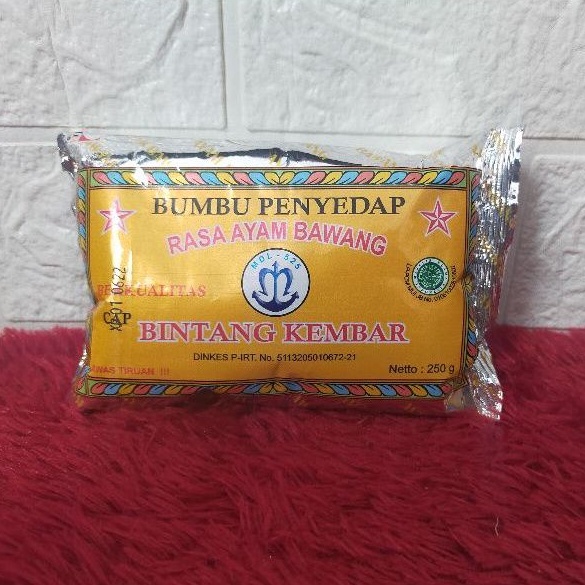 BUMBU PENYEDAP
RASA AYAM BAWANG
MDL - 525
BERKUALITAS
CAP
BINTANG KEMBAR
DINKES P-IRT. No. 5113205010672-21
AWAS TIRUAN !!!
Netto : 250 g